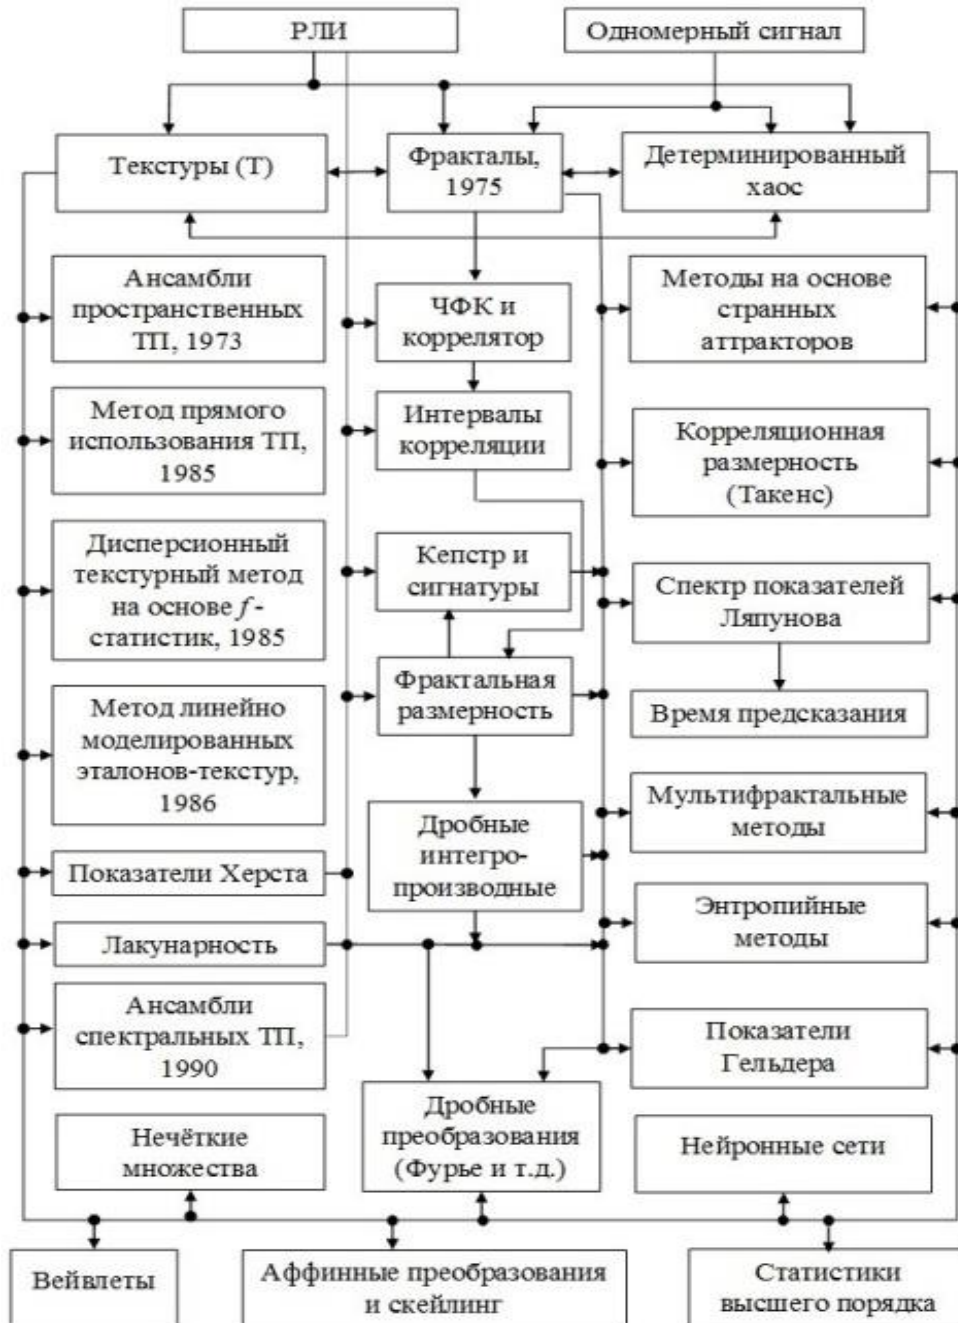 РЛИ
Одномерный сигнал
Текстуры (Т)
Фракталы,
1975
Детерминированный
хаос
Ансамбли
пространственных
ТП, 1973
ЧФК и
коррелятор
Методы на основе
странных
аттракторов
Метод прямого
использования ТП,
1985
Интервалы
корреляции
Корреляционная
размерность
(Такенс)
Дисперсионный
текстурный метод
на основе f-
статистик, 1985
Кепстр и
сигнатуры
Спектр показателей
Ляпунова
Метод линейно
моделированных
эталонов-текстур,
1986
Фрактальная
размерность
Время предсказания
Дробные
интегро-
производные
Мультифрактальные
методы
Показатели Херста
Лакунарность
Энтропийные
методы
Ансамбли
спектральных ТП,
1990
Показатели
Гельдера
Нечёткие
множества
Дробные
преобразования
(Фурье и т.д.)
Нейронные сети
Вейвлеты
Аффинные преобразования
и скейлинг
Статистики
высшего порядка